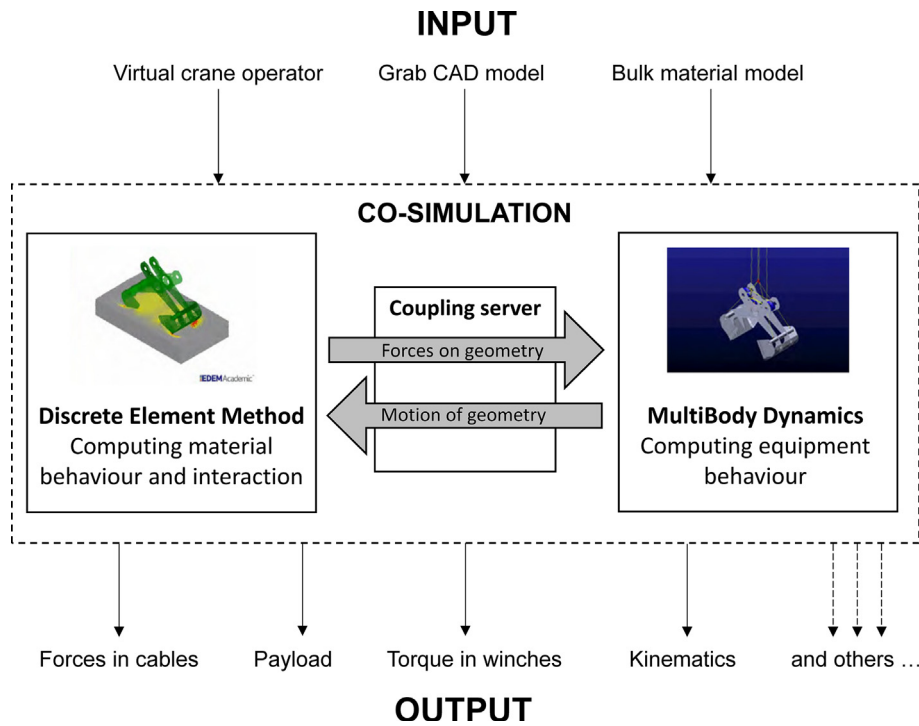 INPUT
Virtual crane operator
Grab CAD model
Bulk material model
CO-SIMULATION
EDEMAcademic
Discrete Element Method
Computing material
behaviour and interaction
Coupling server
Forces on geometry
Motion of geometry
MultiBody Dynamics
Computing equipment
behaviour
Forces in cables
Payload
Torque in winches
Kinematics
and others ...
OUTPUT